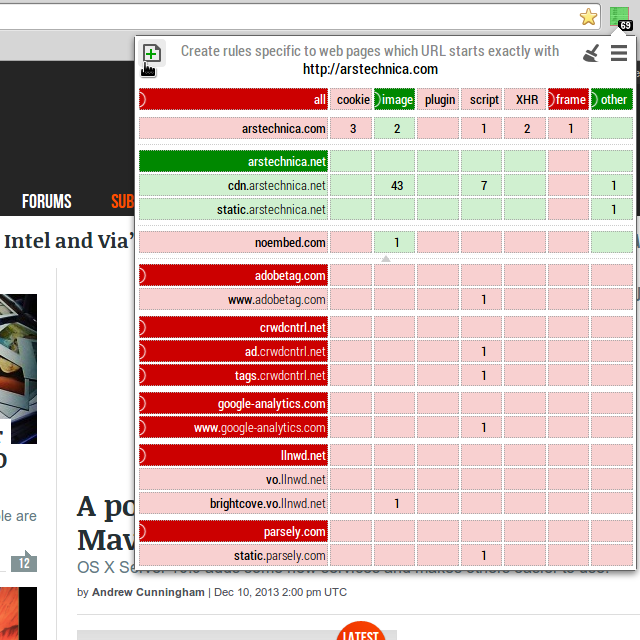 69
Create rules specific to web pages which URL starts exactly with
http://arstechnica.com
all cookie image plugin script XHR frame other
arstechnica.com 3 2 1 2 1
arstechnica.net
cdn.arstechnica.net 43 7 1
static.arstechnica.net 1
noembed.com 1
adobetag.com
www.adobetag.com 1
crwdcntrl.net
ad.crwdcntrl.net 1
tags.crwdcntrl.net 1
google-analytics.com
www.google-analytics.com 1
llnwd.net
vo.llnwd.net
brightcove.vo.llnwd.net 1
parsely.com
static.parsely.com 1
FORUMS SUB
Intel and Via’
le are
12
A po
Mav
OS X Se
by Andrew Cunningham | Dec 10, 2013 2:00 pm UTC
LATEST